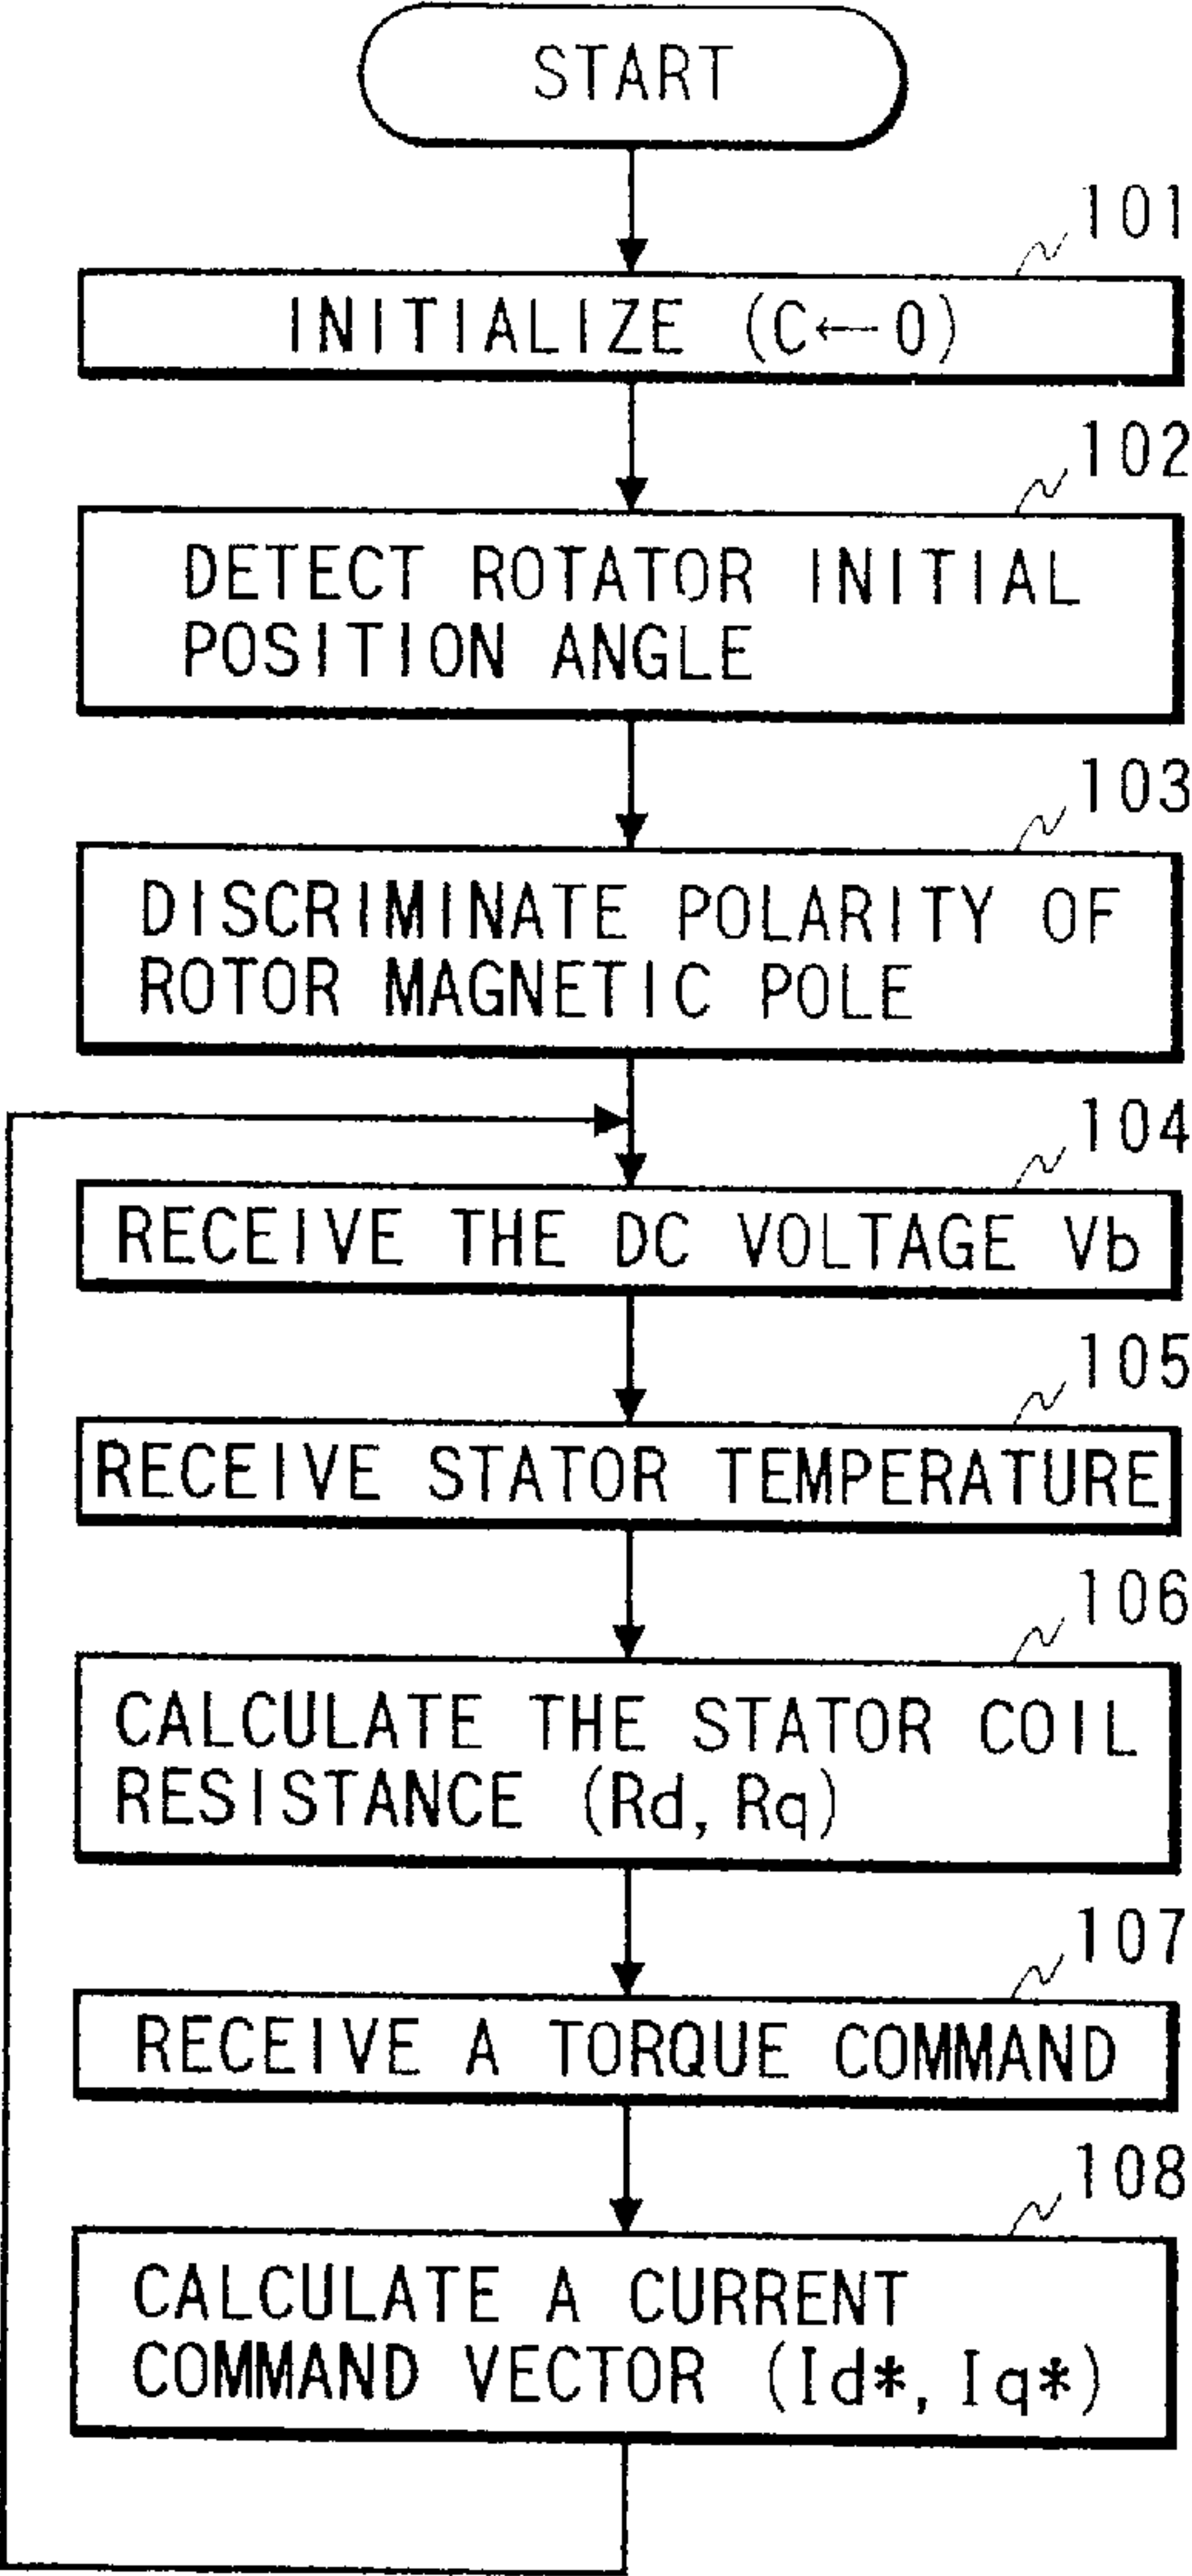 START
101
INITIALIZE (C←0)
102
DETECT ROTATOR INITIAL
POSITION ANGLE
103
DISCRIMINATE POLARITY OF
ROTOR MAGNETIC POLE
104
RECEIVE THE DC VOLTAGE Vb
105
RECEIVE STATOR TEMPERATURE
106
CALCULATE THE STATOR COIL
RESISTANCE (Rd, Rq)
107
RECEIVE A TORQUE COMMAND
108
CALCULATE A CURRENT
COMMAND VECTOR (Id*, Iq*)